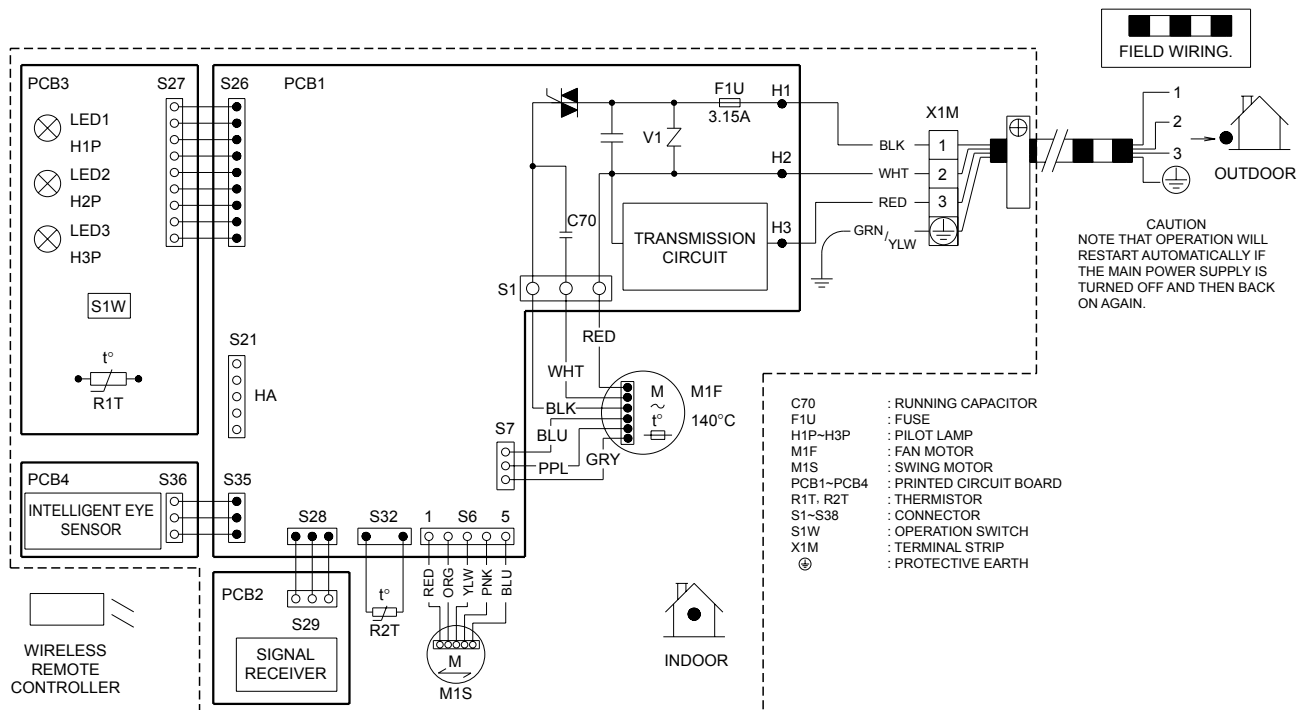 FIELD WIRING.
PCB3
S27
S26
PCB1
LED1
H1P
LED2
H2P
LED3
H3P
S1W
t°
R1T
S21
HA
F1U
3.15A
V1
H1
H2
H3
C70
TRANSMISSION
CIRCUIT
S1
X1M
BLK
1
WHT
2
RED
3
GRN/
YLW
1
2
3
OUTDOOR
CAUTION
NOTE THAT OPERATION WILL
RESTART AUTOMATICALLY IF
THE MAIN POWER SUPPLY IS
TURNED OFF AND THEN BACK
ON AGAIN.
RED
WHT
BLK
BLU
PPL
GRY
S7
M
~
t°
M1F
140°C
PCB4
S36
S35
INTELLIGENT EYE
SENSOR
S28
S32
1 S6 5
RED
ORG
YLW
PNK
BLU
PCB2
S29
SIGNAL
RECEIVER
t°
R2T
M
M1S
WIRELESS
REMOTE
CONTROLLER
INDOOR
C70 : RUNNING CAPACITOR
F1U : FUSE
H1P~H3P : PILOT LAMP
M1F : FAN MOTOR
M1S : SWING MOTOR
PCB1~PCB4 : PRINTED CIRCUIT BOARD
R1T, R2T : THERMISTOR
S1~S38 : CONNECTOR
S1W : OPERATION SWITCH
X1M : TERMINAL STRIP
: PROTECTIVE EARTH